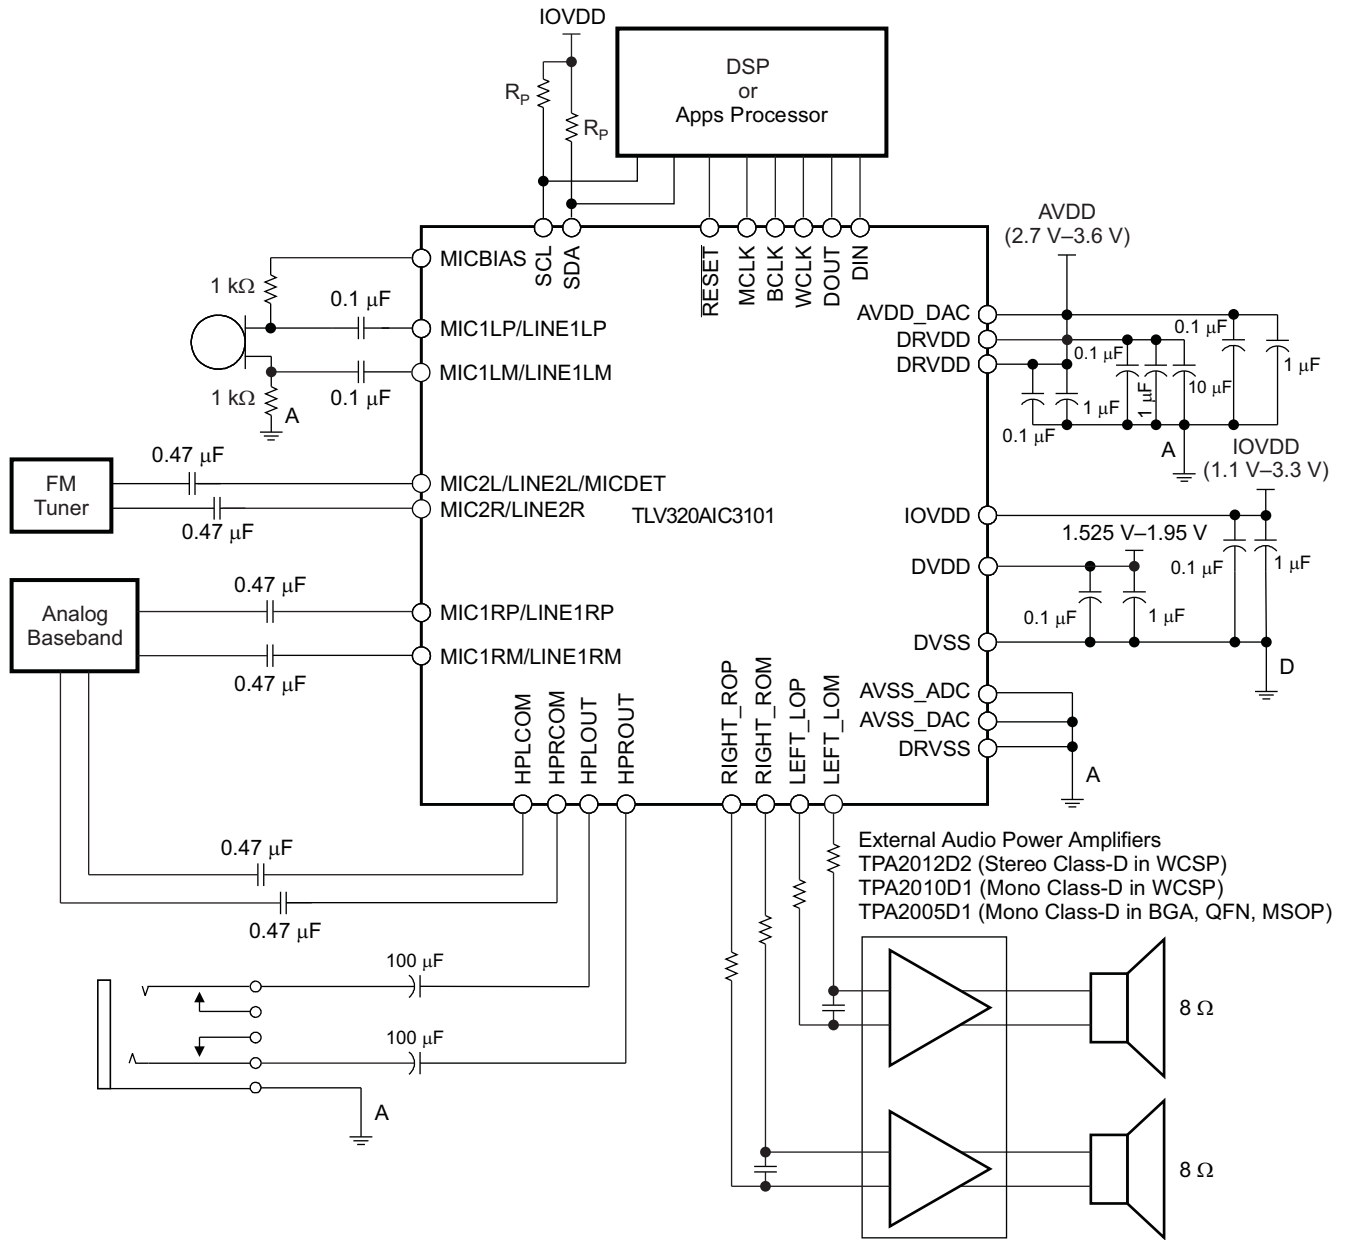 IOVDD
DSP
or
Apps Processor
RP
RP
SCL
SDA
RESET
MCLK
BCLK
WCLK
DOUT
DIN
AVDD
(2.7 V–3.6 V)
MICBIAS
1 kΩ
0.1 μF
MIC1LP/LINE1LP
MIC1LM/LINE1LM
1 kΩ
0.1 μF
A
AVDD_DAC
DRVDD
DRVDD
0.1 μF
0.1 μF
1 μF
10 μF
1 μF
1 μF
0.1 μF
A
IOVDD
(1.1 V–3.3 V)
0.47 μF
FM
Tuner
0.47 μF
MIC2L/LINE2L/MICDET
MIC2R/LINE2R
TLV320AIC3101
IOVDD
1.525 V–1.95 V
DVDD
0.1 μF
1 μF
0.1 μF
1 μF
DVSS
D
Analog
Baseband
0.47 μF
MIC1RP/LINE1RP
MIC1RM/LINE1RM
0.47 μF
AVSS_ADC
AVSS_DAC
DRVSS
A
HPLCOM
HPRCOM
HPLOUT
HPROUT
RIGHT_ROP
RIGHT_ROM
LEFT_LOP
LEFT_LOM
0.47 μF
0.47 μF
External Audio Power Amplifiers
TPA2012D2 (Stereo Class-D in WCSP)
TPA2010D1 (Mono Class-D in WCSP)
TPA2005D1 (Mono Class-D in BGA, QFN, MSOP)
100 μF
100 μF
A
8 Ω
8 Ω